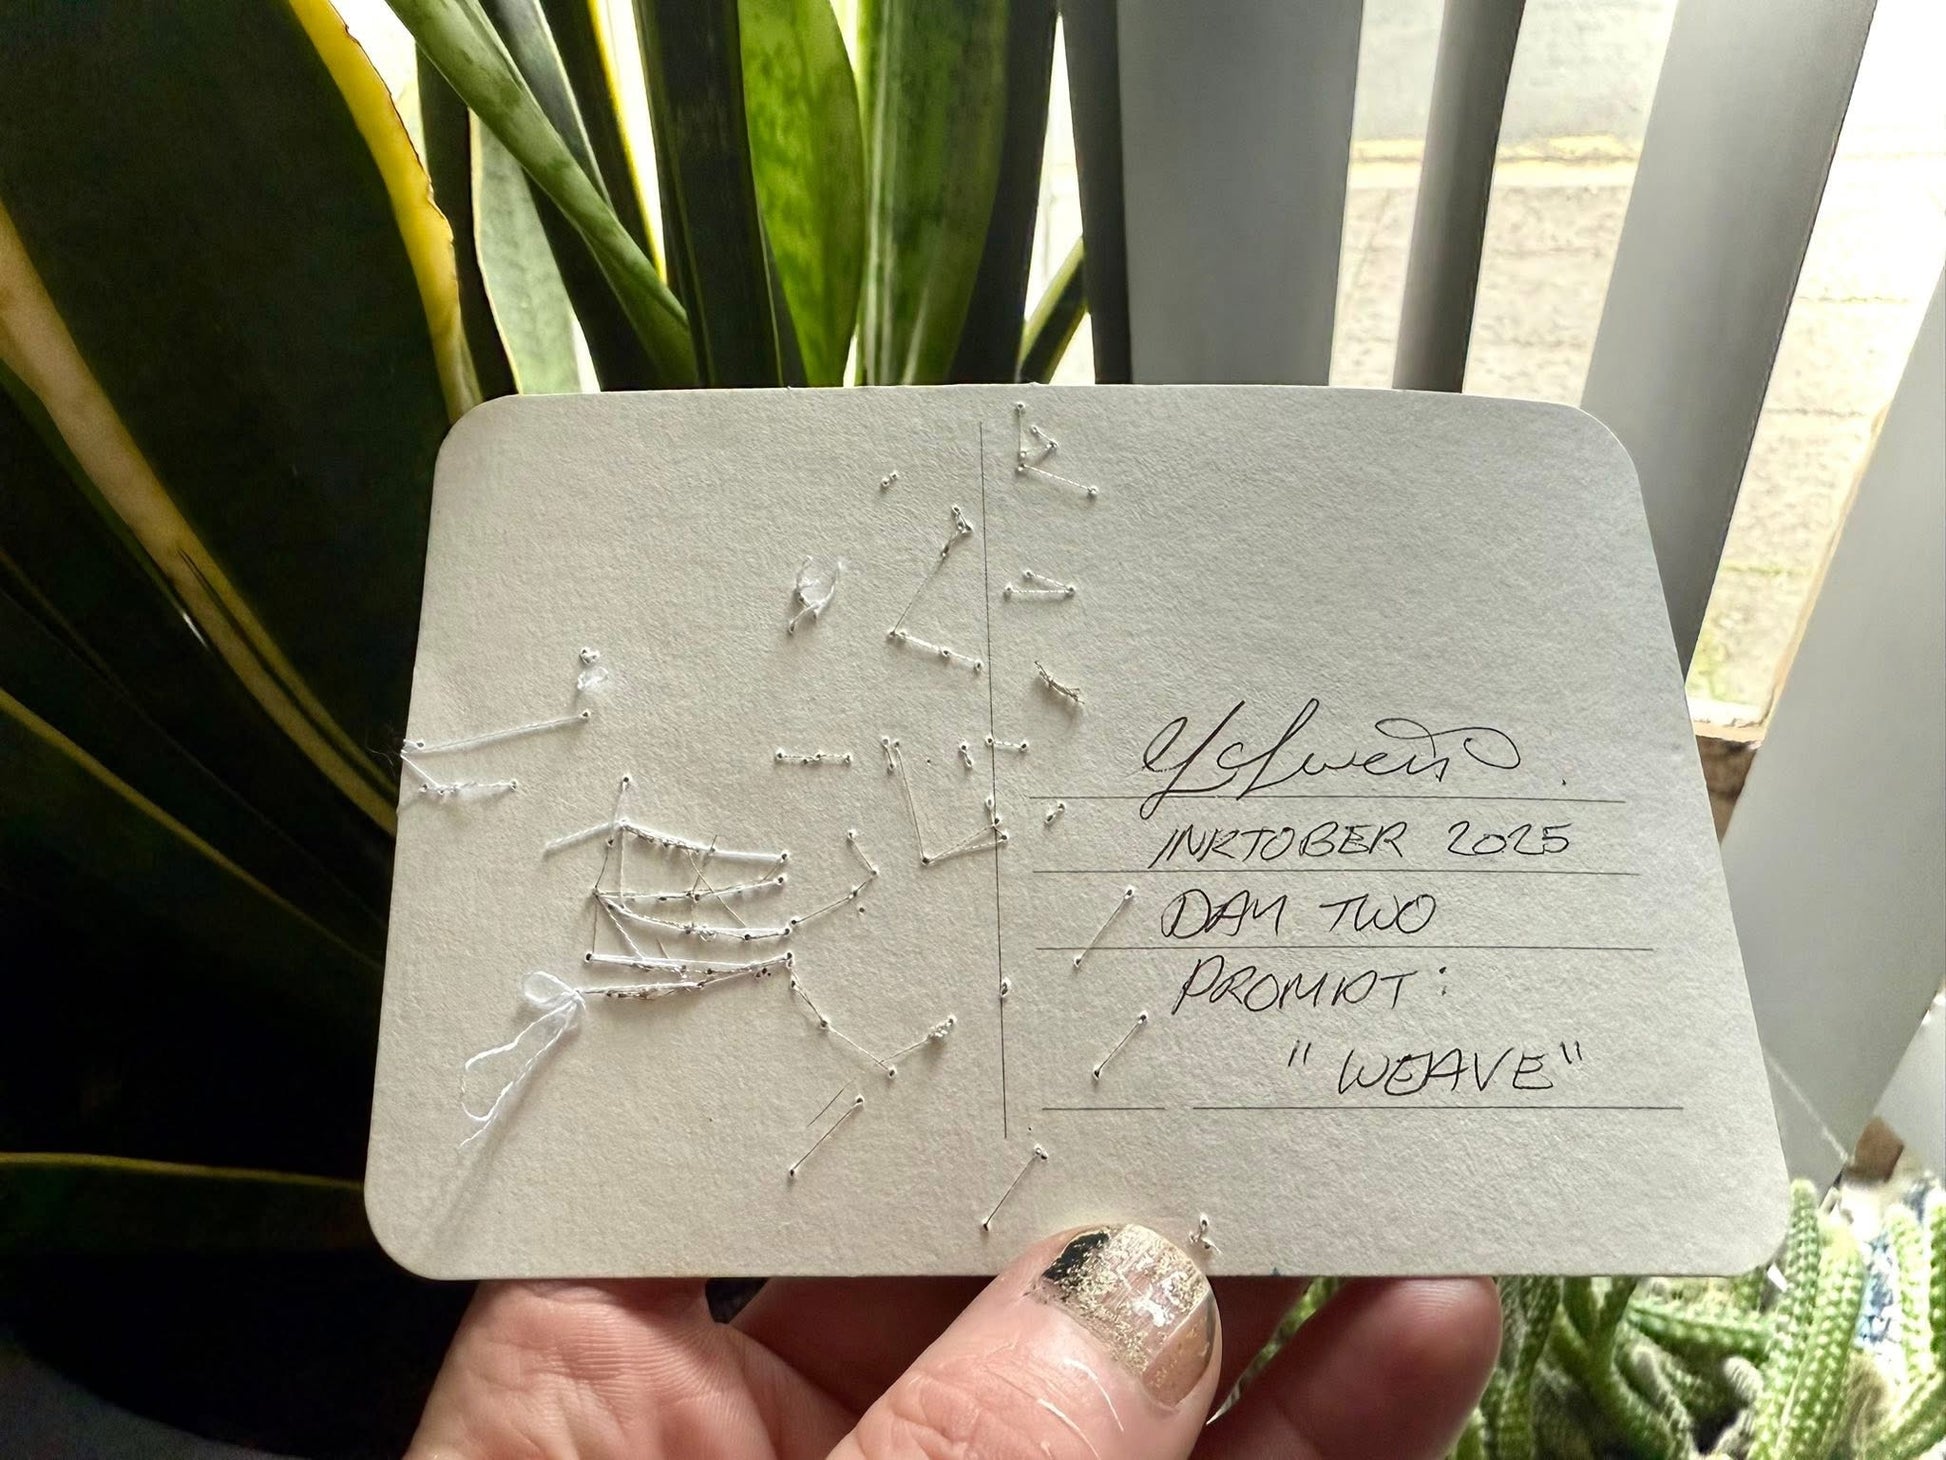 INKTOBER 2025
DAY TWO
PROMPT:
"WEAVE"